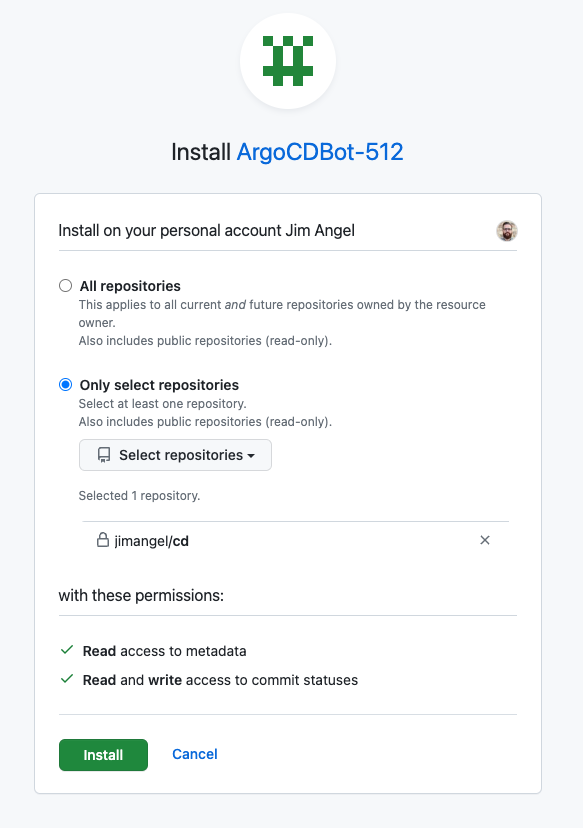 Install ArgoCDBot-512
Install on your personal account Jim Angel
All repositories
This applies to all current and future repositories owned by the resource
owner.
Also includes public repositories (read-only).
Only select repositories
Select at least one repository.
Also includes public repositories (read-only).
Select repositories
Selected 1 repository.
jimangel/cd
with these permissions:
Read access to metadata
Read and write access to commit statuses
Install Cancel